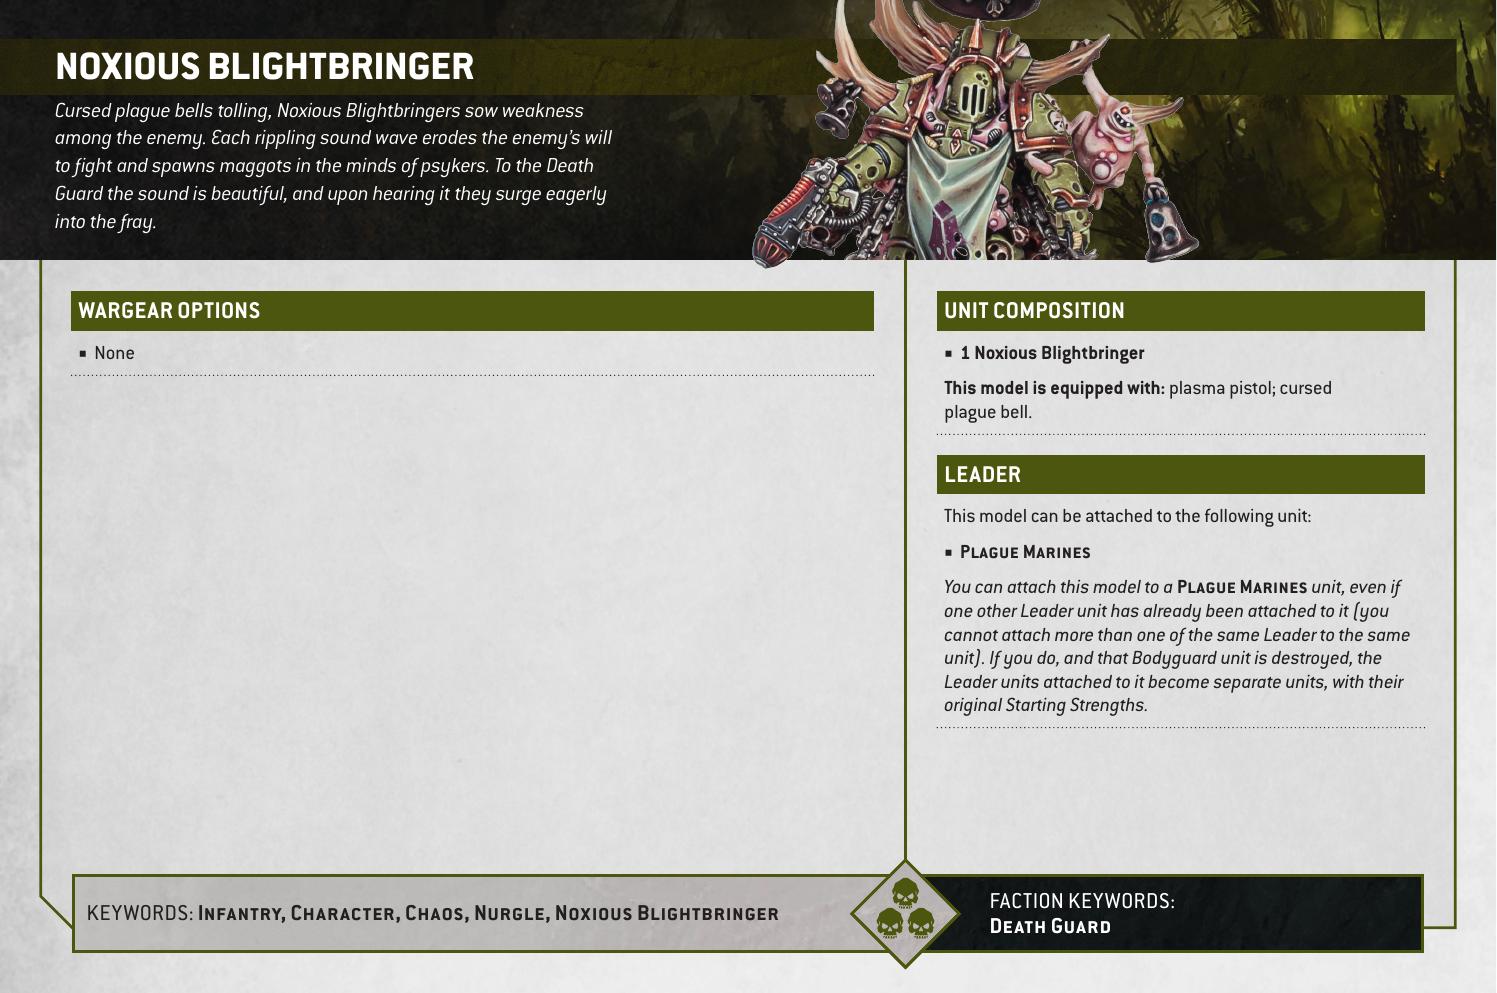 NOXIOUS BLIGHTBRINGER
Cursed plague bells tolling, Noxious Blightbringers sow weakness
among the enemy. Each rippling sound wave erodes the enemy's will
to fight and spawns maggots in the minds of psykers. To the Death
Guard the sound is beautiful, and upon hearing it they surge eagerly
into the fray.
WARGEAR OPTIONS
▪ None
UNIT COMPOSITION
▪ 1 Noxious Blightbringer
This model is equipped with: plasma pistol; cursed
plague bell.
LEADER
This model can be attached to the following unit:
▪ Plague Marines
You can attach this model to a Plague Marines unit, even if
one other Leader unit has already been attached to it (you
cannot attach more than one of the same Leader to the same
unit). If you do, and that Bodyguard unit is destroyed, the
Leader units attached to it become separate units, with their
original Starting Strengths.
KEYWORDS: Infantry, Character, Chaos, Nurgle, Noxious Blightbringer
FACTION KEYWORDS:
Death Guard